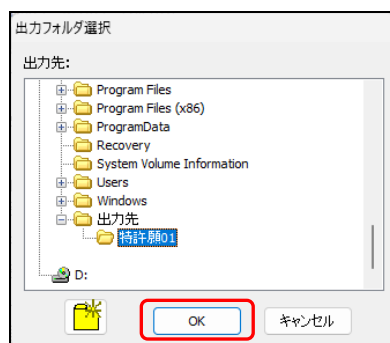 出力フォルダ選択
出力先:
Program Files
Program Files (x86)
ProgramData
Recovery
System Volume Information
Users
Windows
出力先
特許願01
D:
OK
キャンセル